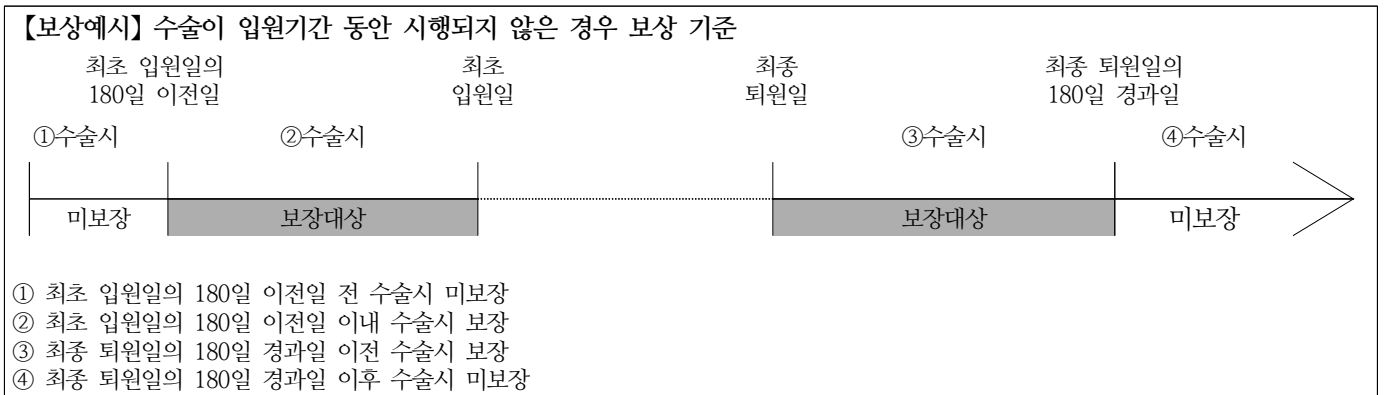 【보상예시】 수술이 입원기간 동안 시행되지 않은 경우 보상 기준
최초 입원일의 최초 최종 최종 퇴원일의
180일 이전일 입원일 퇴원일 180일 경과일
①수술시 ②수술시 ③수술시 ④수술시
미보장 보장대상 보장대상 미보장
① 최초 입원일의 180일 이전일 전 수술시 미보장
② 최초 입원일의 180일 이전일 이내 수술시 보장
③ 최종 퇴원일의 180일 경과일 이전 수술시 보장
④ 최종 퇴원일의 180일 경과일 이후 수술시 미보장